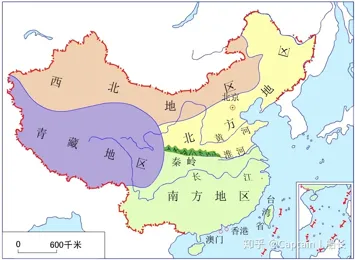 西北地区
北方地区
北京
青藏地区
黄河
淮河
秦岭
长江
南方地区
台湾省
香港
澳门
0 600千米
知乎 @Captain